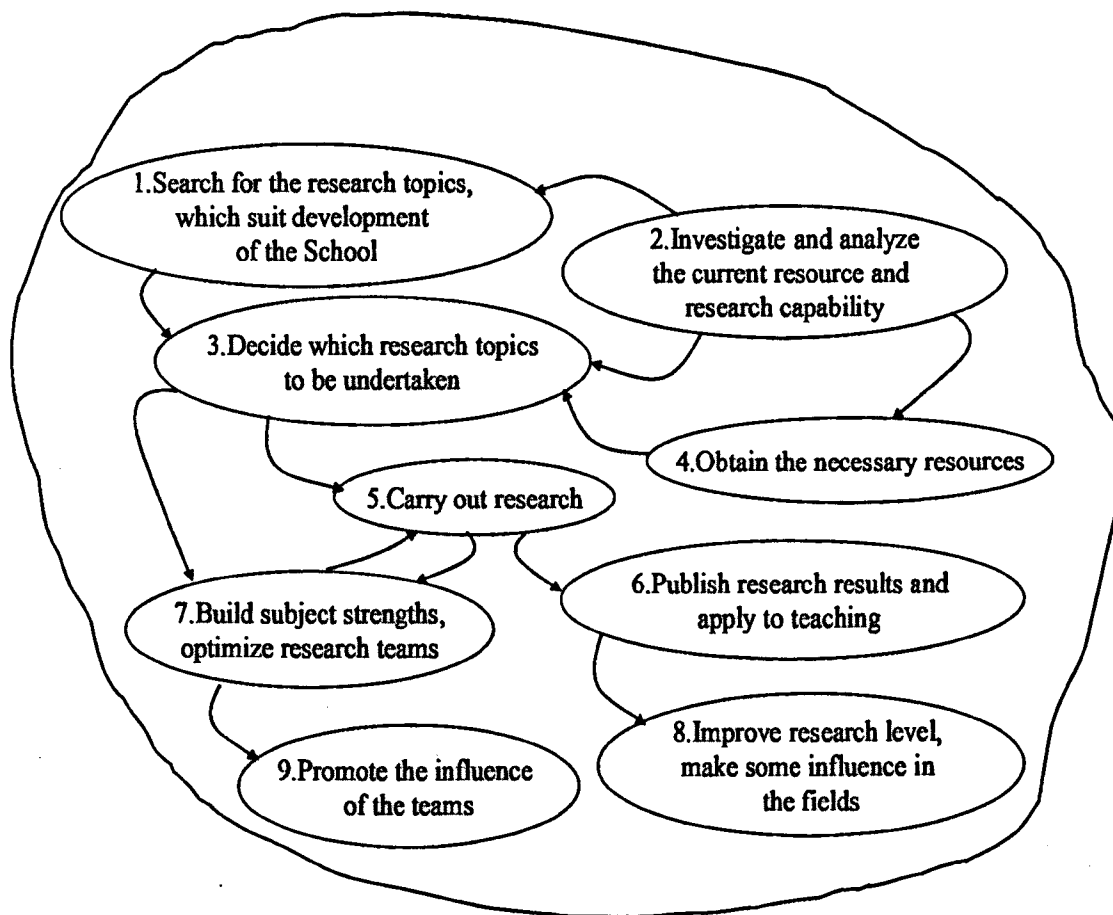 1.Search for the research topics,
which suit development
of the School
2.Investigate and analyze
the current resource and
research capability
3.Decide which research topics
to be undertaken
4.Obtain the necessary resources
5.Carry out research
6.Publish research results and
apply to teaching
7.Build subject strengths,
optimize research teams
8.Improve research level,
make some influence in
the fields
9.Promote the influence
of the teams